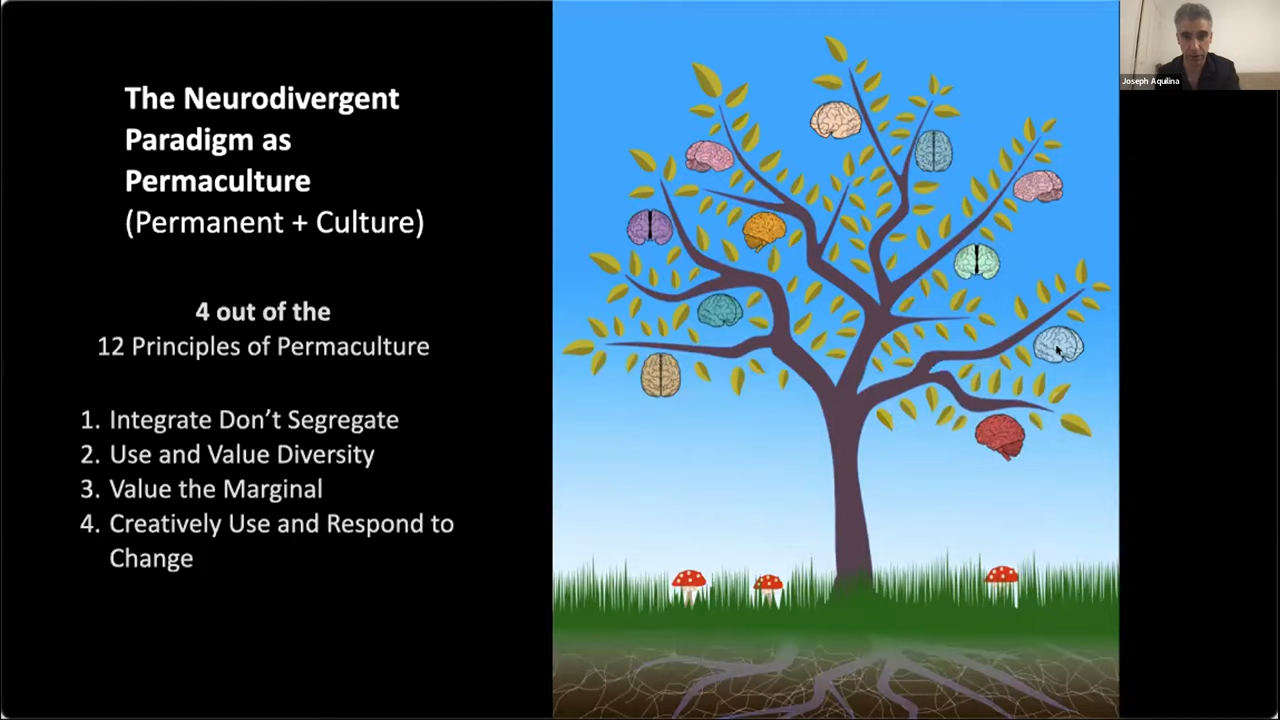 The Neurodivergent
Paradigm as
Permaculture
(Permanent + Culture)
4 out of the
12 Principles of Permaculture
1. Integrate Don’t Segregate
2. Use and Value Diversity
3. Value the Marginal
4. Creatively Use and Respond to
Change
Joseph Aquilina